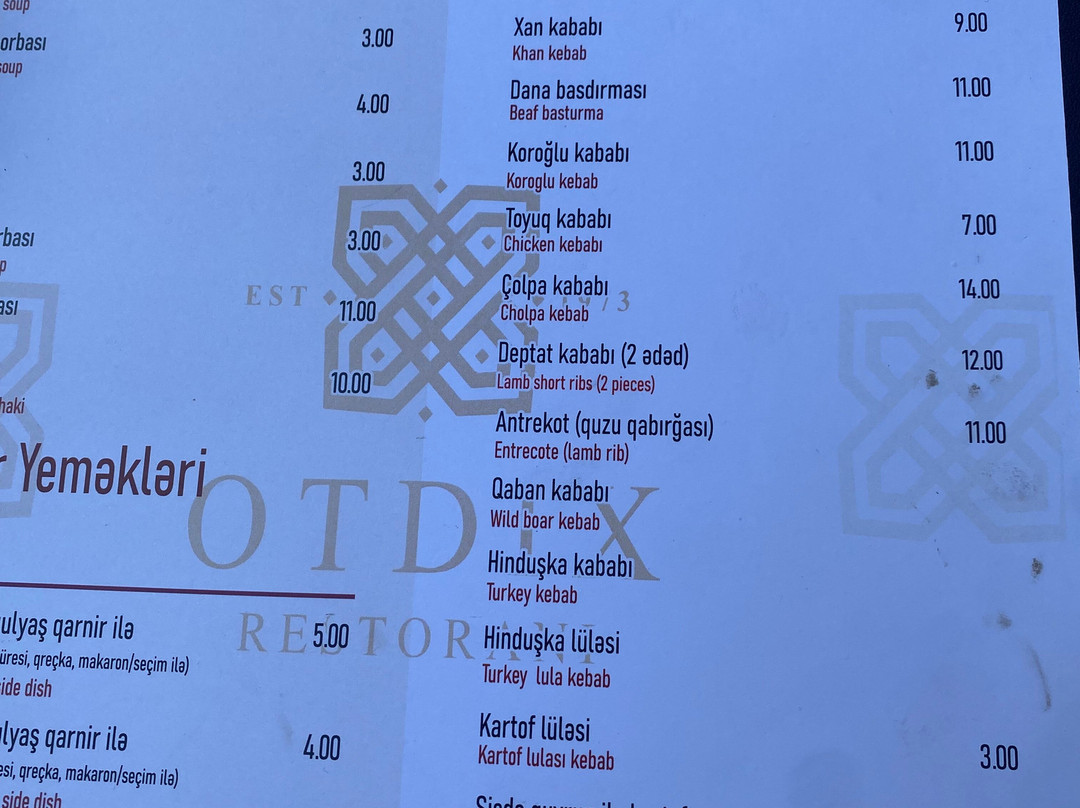 soup
orbası 3.00
soup
4.00
3.00
rbası 3.00
p
ası 11.00
10.00
haki
r Yeməkləri
ulyaş qarnir ilə 5.00
üresi, qreçka, makaron/seçim ilə)
side dish
ulyaş qarnir ilə 4.00
esi, qreçka, makaron/seçim ilə)
side dish
EST 1973
OTDIX
RESTORANI
Xan kababı 9.00
Khan kebab
Dana basdırması 11.00
Beaf basturma
Koroğlu kababı 11.00
Koroglu kebab
Toyuq kababı 7.00
Chicken kebabı
Çolpa kababı 14.00
Cholpa kebab
Deptat kababı (2 ədəd) 12.00
Lamb short ribs (2 pieces)
Antrekot (quzu qabırğası) 11.00
Entrecote (lamb rib)
Qaban kababı
Wild boar kebab
Hinduşka kababı
Turkey kebab
Hinduşka lüləsi
Turkey lula kebab
Kartof lüləsi 3.00
Kartof lulası kebab